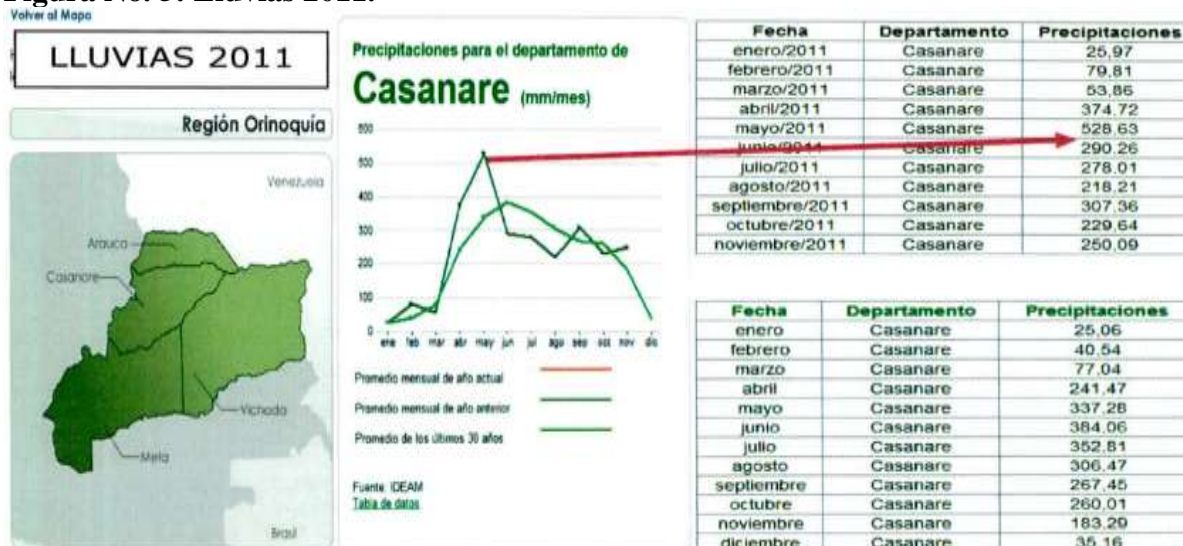 Volver al Mapa
LLUVIAS 2011
Región Orinoquía
Venezuela
Arauca
Casanare
Vichada
Meta
Brasil
Precipitaciones para el departamento de
Casanare (mm/mes)
600
500
400
300
200
100
0
ene feb mar abr may jun jul ago sep oct nov dic
Promedio mensual de año actual
Promedio mensual de año anterior
Promedio de los últimos 30 años
Fuente: IDEAM
Tabla de datos
Fecha Departamento Precipitaciones
enero/2011 Casanare 25,97
febrero/2011 Casanare 79,81
marzo/2011 Casanare 53,86
abril/2011 Casanare 374,72
mayo/2011 Casanare 528,63
junio/2011 Casanare 290,26
julio/2011 Casanare 278,01
agosto/2011 Casanare 218,21
septiembre/2011 Casanare 307,36
octubre/2011 Casanare 229,64
noviembre/2011 Casanare 250,09
Fecha Departamento Precipitaciones
enero Casanare 25,06
febrero Casanare 40,54
marzo Casanare 77,04
abril Casanare 241,47
mayo Casanare 337,28
junio Casanare 384,06
julio Casanare 352,81
agosto Casanare 306,47
septiembre Casanare 267,45
octubre Casanare 260,01
noviembre Casanare 183,29
diciembre Casanare 35,16